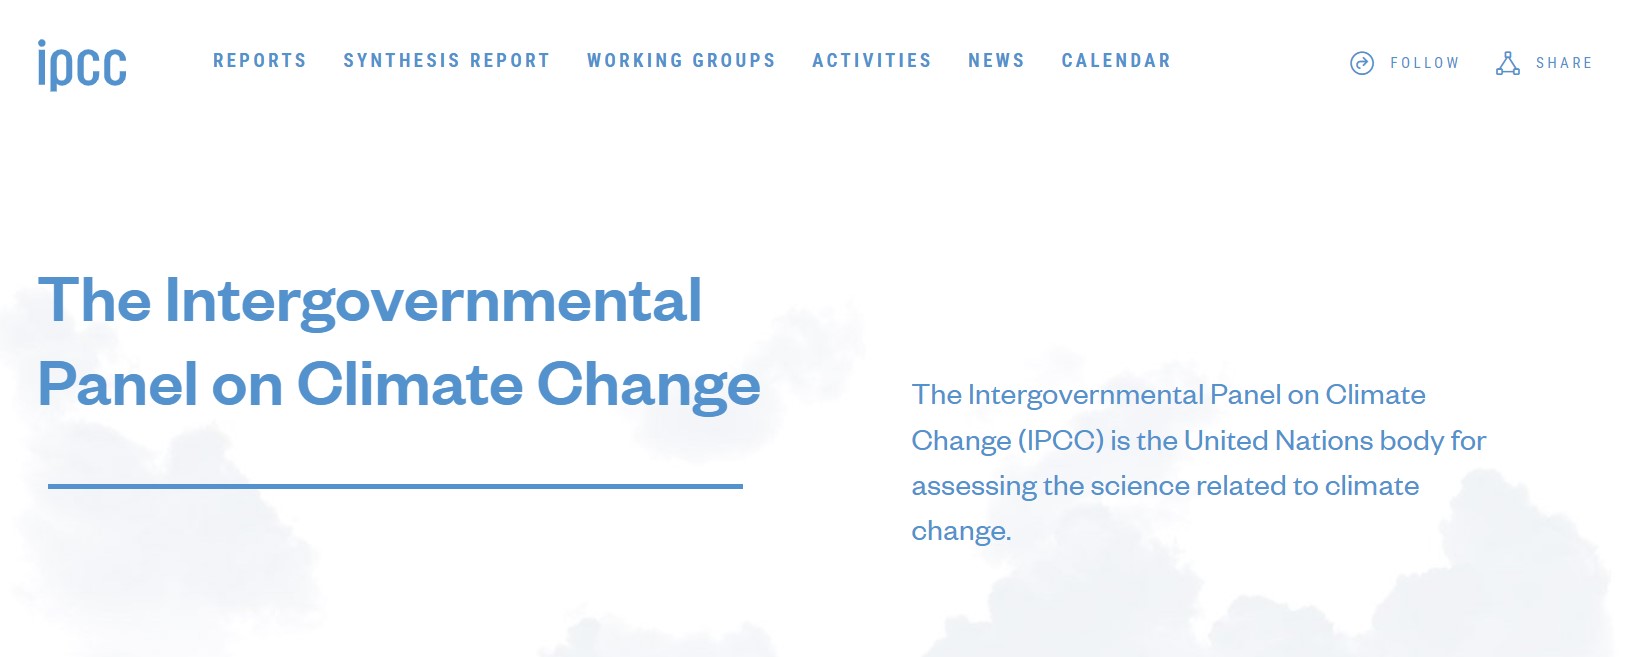 ipcc
REPORTS SYNTHESIS REPORT WORKING GROUPS ACTIVITIES NEWS CALENDAR
FOLLOW SHARE
The Intergovernmental
Panel on Climate Change
The Intergovernmental Panel on Climate
Change (IPCC) is the United Nations body for
assessing the science related to climate
change.